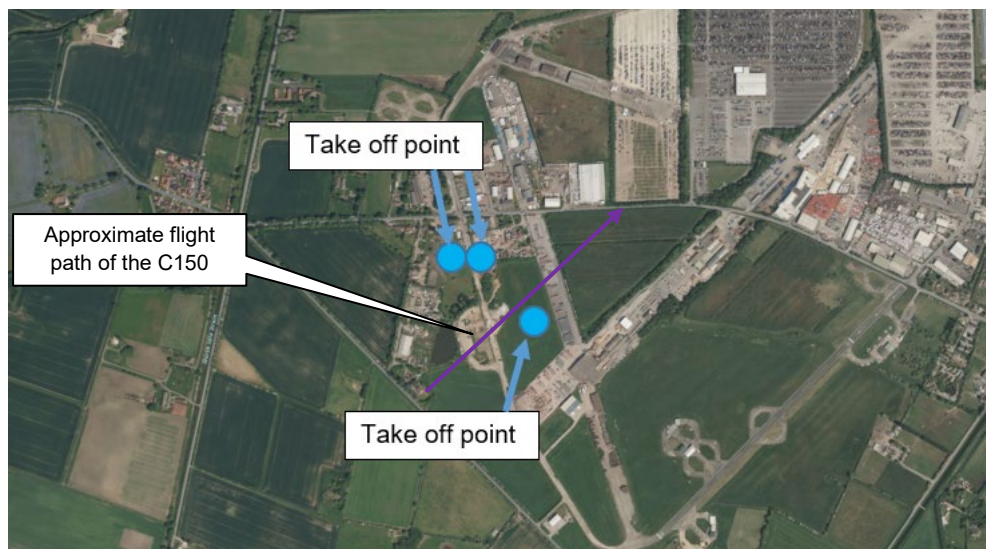 Take off point
Approximate flight
path of the C150
Take off point